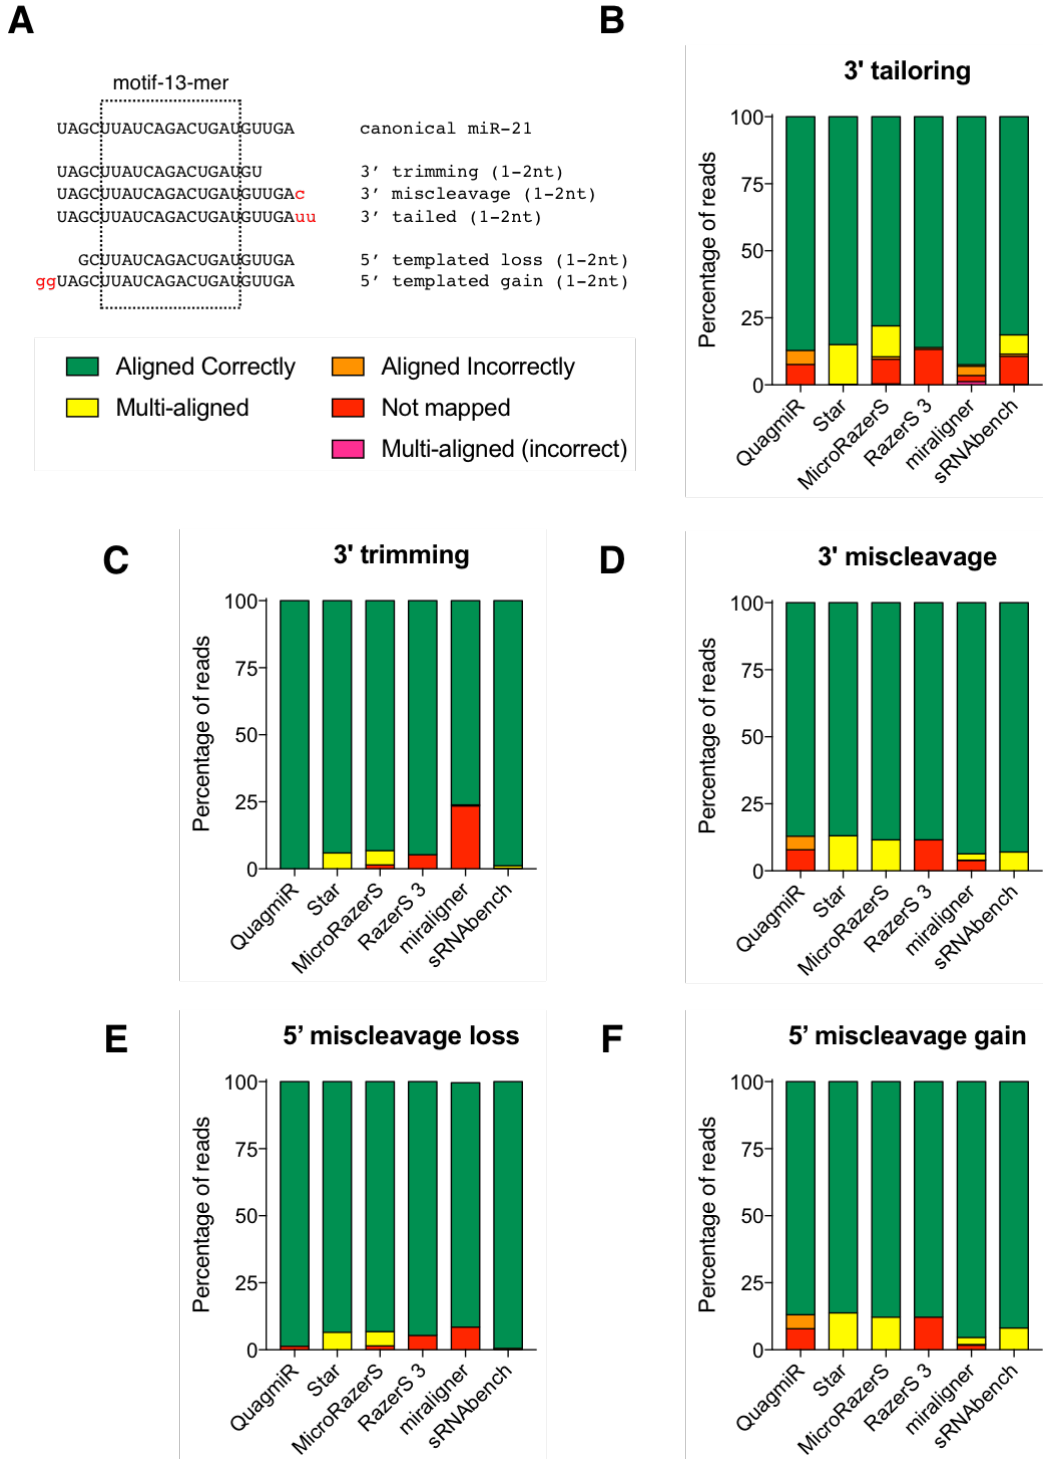 A
motif-13-mer
UAGCUUAUCAGACUGAUGUUGA canonical miR-21
UAGCUUAUCAGACUGAUGU 3’ trimming (1-2nt)
UAGCUUAUCAGACUGAUGUUGAc 3’ miscleavage (1-2nt)
UAGCUUAUCAGACUGAUGUUGAuu 3’ tailed (1-2nt)
GCUUAUCAGACUGAUGUUGA 5’ templated loss (1-2nt)
ggUAGCUUAUCAGACUGAUGUUGA 5’ templated gain (1-2nt)
Aligned Correctly
Aligned Incorrectly
Multi-aligned
Not mapped
Multi-aligned (incorrect)
B
3' tailoring
Percentage of reads
100
75
50
25
0
QuagmiR
Star
MicroRazerS
RazerS 3
miraligner
sRNAbench
C
3' trimming
Percentage of reads
100
75
50
25
0
QuagmiR
Star
MicroRazerS
RazerS 3
miraligner
sRNAbench
D
3' miscleavage
Percentage of reads
100
75
50
25
0
QuagmiR
Star
MicroRazerS
RazerS 3
miraligner
sRNAbench
E
5’ miscleavage loss
Percentage of reads
100
75
50
25
0
QuagmiR
Star
MicroRazerS
RazerS 3
miraligner
sRNAbench
F
5’ miscleavage gain
Percentage of reads
100
75
50
25
0
QuagmiR
Star
MicroRazerS
RazerS 3
miraligner
sRNAbench